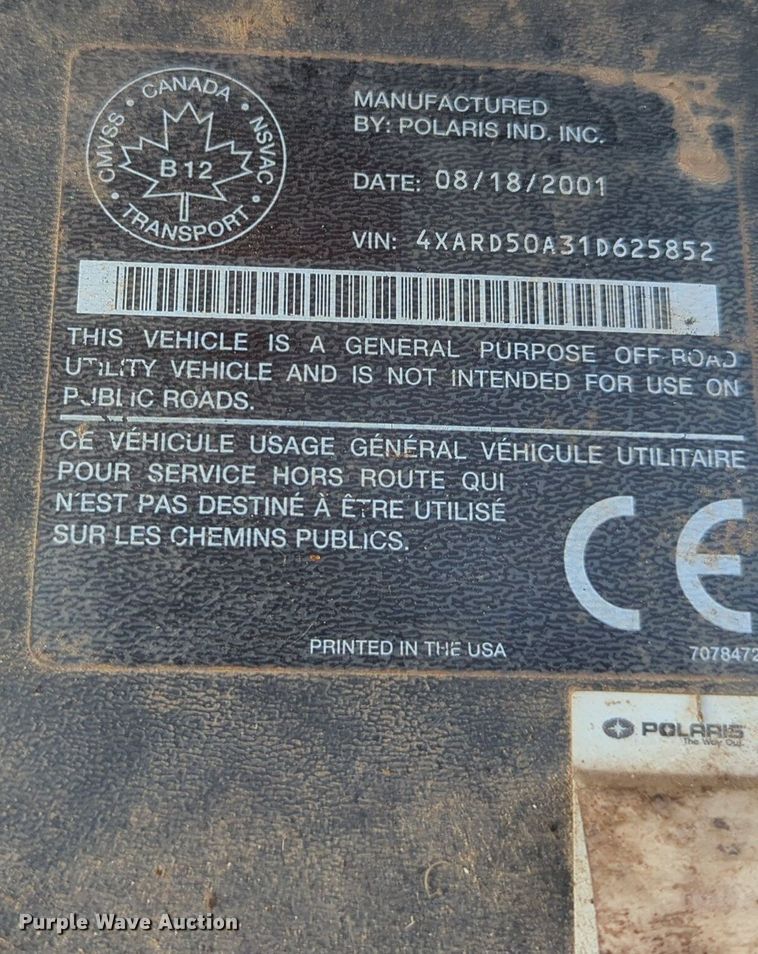 CANADA
CMVSS • NSVAC
B12
TRANSPORT
MANUFACTURED
BY: POLARIS IND. INC.
DATE: 08/18/2001
VIN: 4XARD50A31D625852
THIS VEHICLE IS A GENERAL PURPOSE OFF-ROAD
UTILITY VEHICLE AND IS NOT INTENDED FOR USE ON
PUBLIC ROADS.
CE VÉHICULE USAGE GÉNÉRAL VÉHICULE UTILITAIRE
POUR SERVICE HORS ROUTE QUI
N'EST PAS DESTINÉ À ÊTRE UTILISÉ
SUR LES CHEMINS PUBLICS.
CE
PRINTED IN THE USA
7078472
POLARIS
The Way Out.
Purple Wave Auction